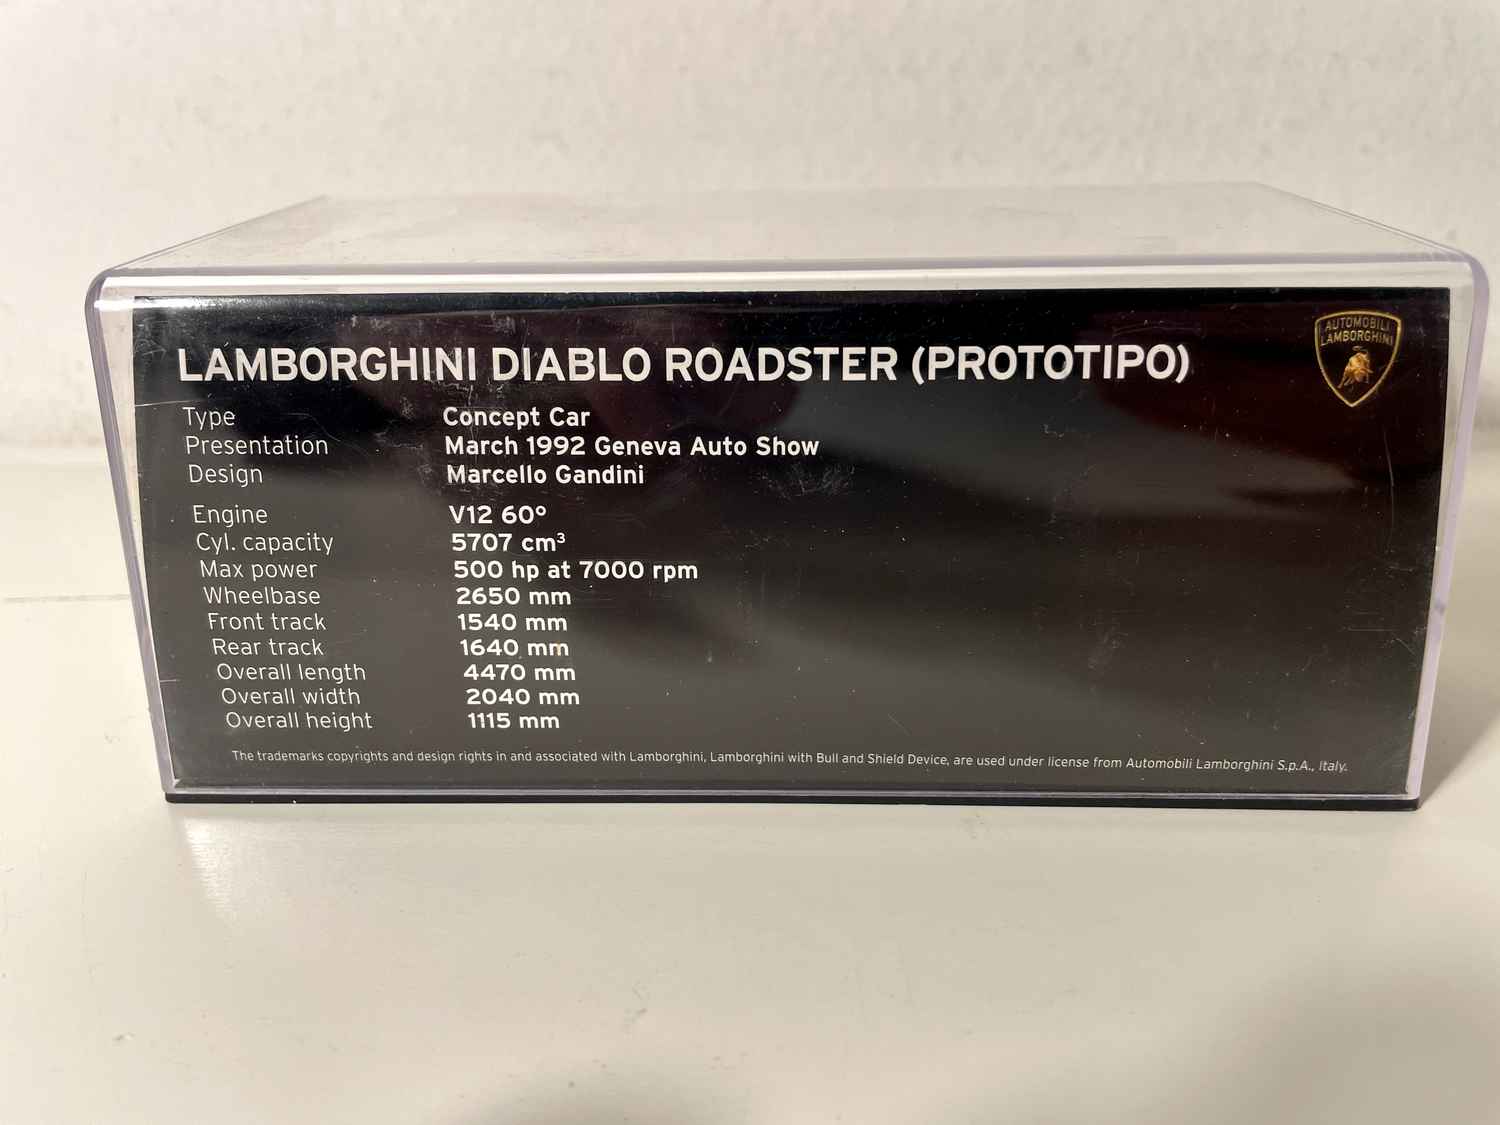 LAMBORGHINI DIABLO ROADSTER (PROTOTIPO)
AUTOMOBILI
LAMBORGHINI
Type Concept Car
Presentation March 1992 Geneva Auto Show
Design Marcello Gandini
Engine V12 60°
Cyl. capacity 5707 cm³
Max power 500 hp at 7000 rpm
Wheelbase 2650 mm
Front track 1540 mm
Rear track 1640 mm
Overall length 4470 mm
Overall width 2040 mm
Overall height 1115 mm
The trademarks copyrights and design rights in and associated with Lamborghini, Lamborghini with Bull and Shield Device, are used under license from Automobili Lamborghini S.p.A., Italy.